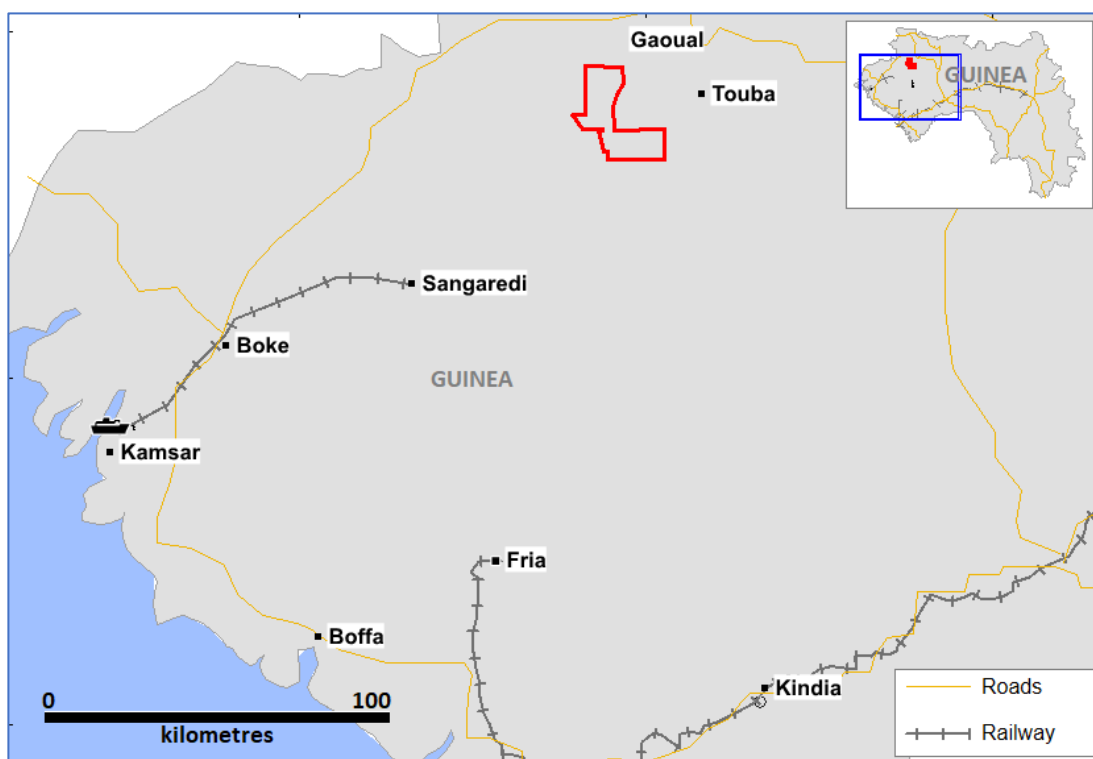 Gaoual
GUINEA
Touba
Sangaredi
Boke
GUINEA
Kamsar
Fria
Boffa
Kindia
0 100
kilometres
Roads
Railway